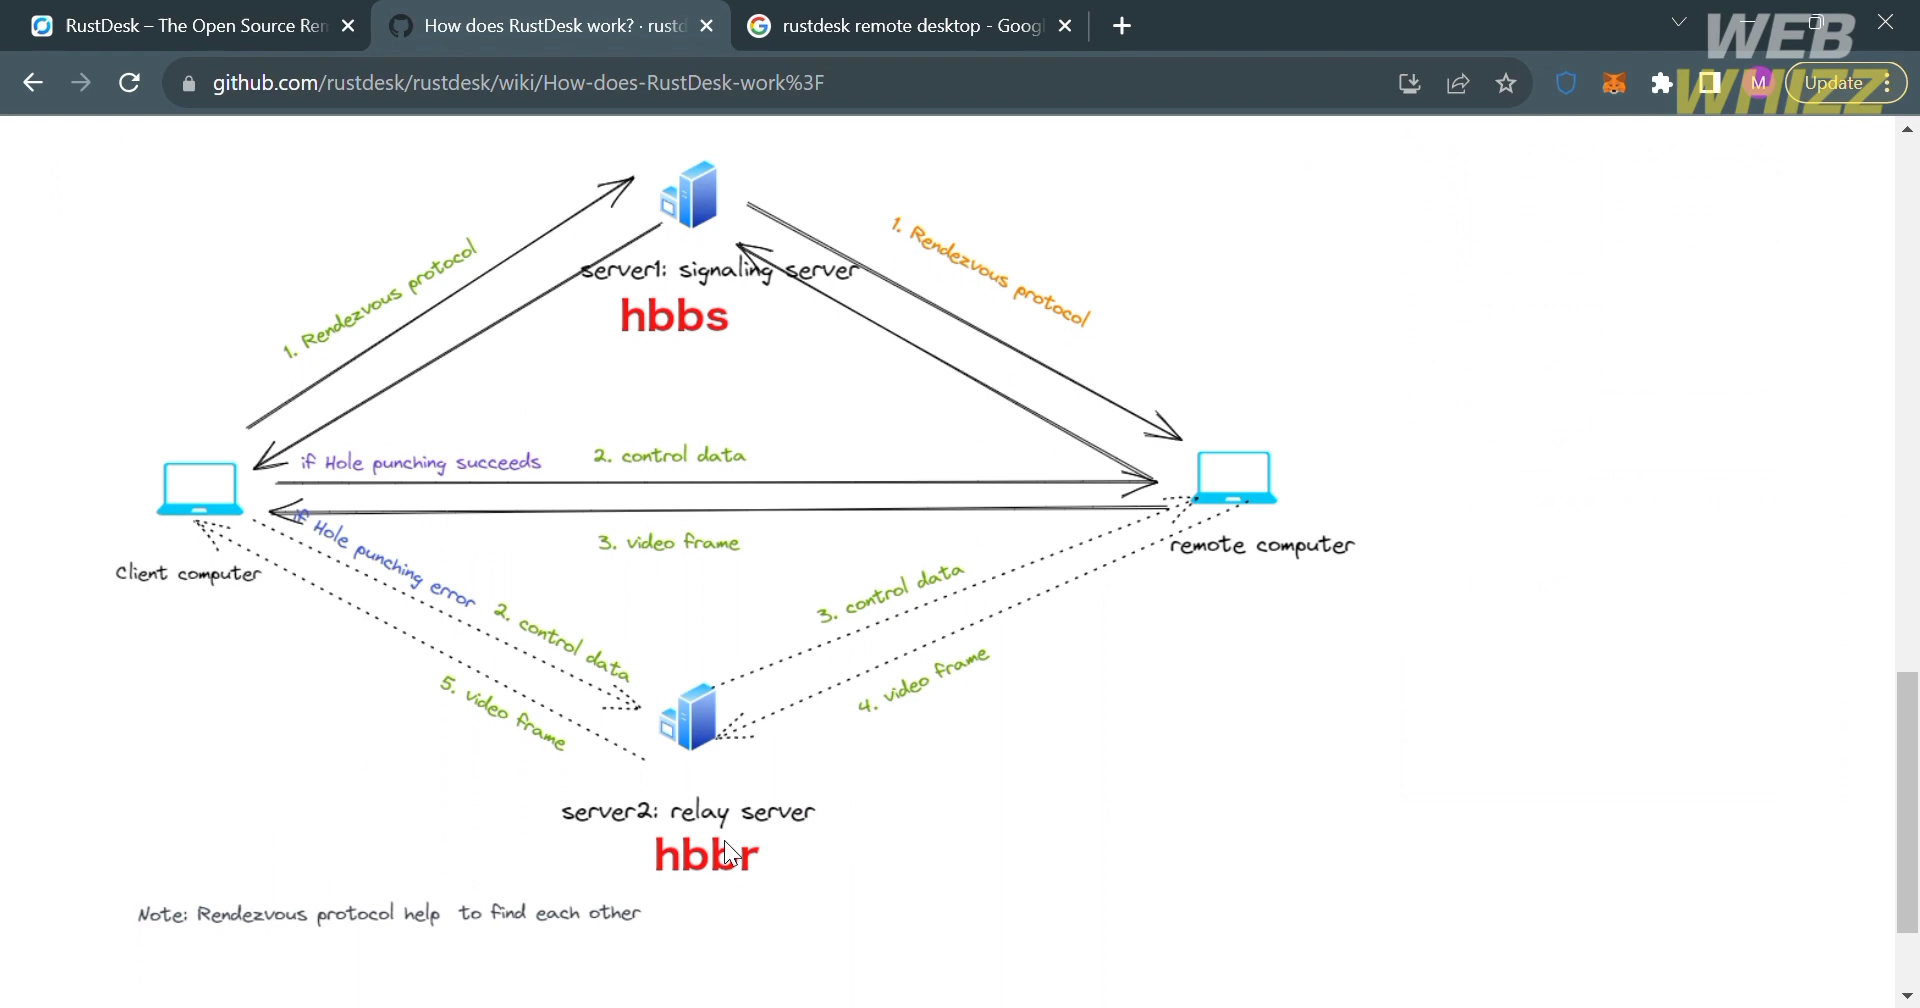 RustDesk – The Open Source Ren
How does RustDesk work? · rustd
rustdesk remote desktop - Googl
WEB
WHIZZ
github.com/rustdesk/rustdesk/wiki/How-does-RustDesk-work%3F
M
Update
1. Rendezvous protocol
1. Rendezvous protocol
server1: signaling server
hbbs
if Hole punching succeeds
2. control data
3. video frame
if Hole punching error
Client computer
remote computer
2. control data
3. control data
5. video frame
4. video frame
server2: relay server
hbbr
Note: Rendezvous protocol help to find each other